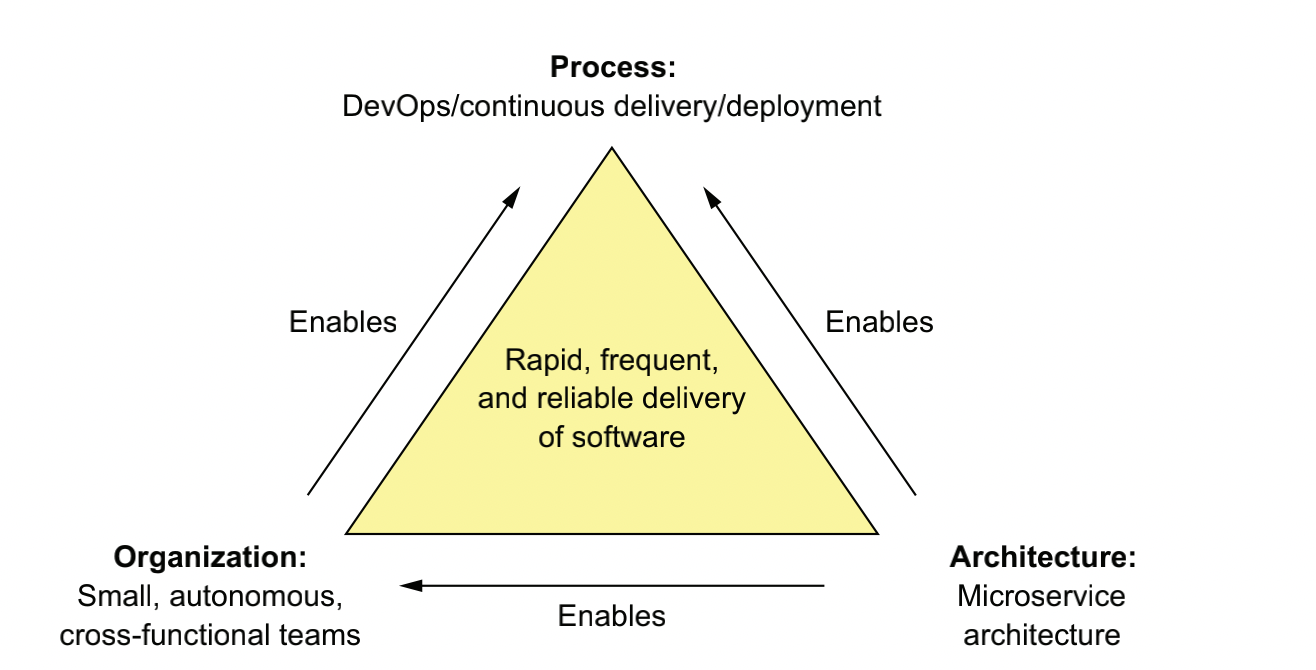 Process:
DevOps/continuous delivery/deployment
Enables
Enables
Rapid, frequent,
and reliable delivery
of software
Organization:
Small, autonomous,
cross-functional teams
Enables
Architecture:
Microservice
architecture